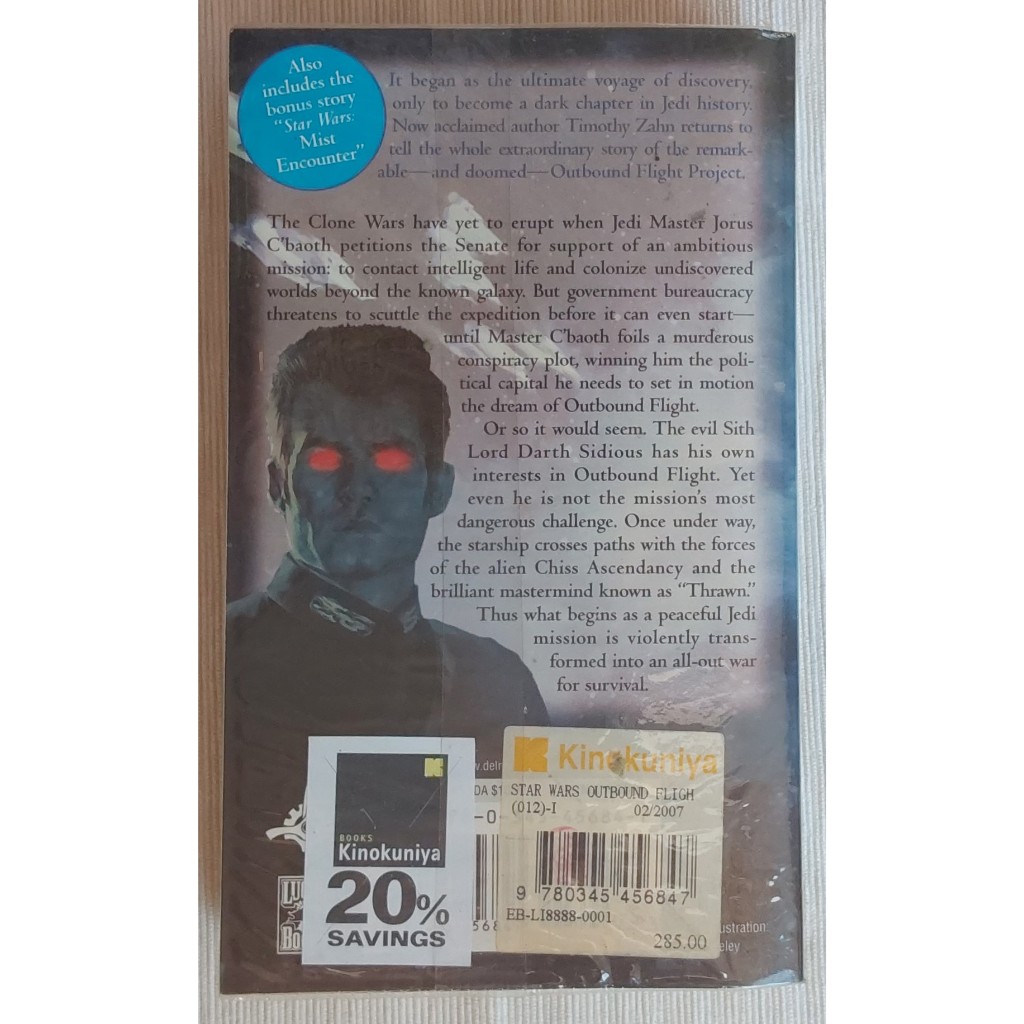 Also
includes the
bonus story
"Star Wars:
Mist
Encounter"
It began as the ultimate voyage of discovery,
only to become a dark chapter in Jedi history.
Now acclaimed author Timothy Zahn returns to
tell the whole extraordinary story of the remark-
able—and doomed—Outbound Flight Project.
The Clone Wars have yet to erupt when Jedi Master Jorus
C'baoth petitions the Senate for support of an ambitious
mission: to contact intelligent life and colonize undiscovered
worlds beyond the known galaxy. But government bureaucracy
threatens to scuttle the expedition before it can even start—
until Master C'baoth foils a murderous
conspiracy plot, winning him the poli-
tical capital he needs to set in motion
the dream of Outbound Flight.
Or so it would seem. The evil Sith
Lord Darth Sidious has his own
interests in Outbound Flight. Yet
even he is not the mission's most
dangerous challenge. Once under way,
the starship crosses paths with the forces
of the alien Chiss Ascendancy and the
brilliant mastermind known as "Thrawn."
Thus what begins as a peaceful Jedi
mission is violently trans-
formed into an all-out war
for survival.
BOOKS
Kinokuniya
20%
SAVINGS
Kinokuniya
STAR WARS OUTBOUND FLIGH
(012)-I 02/2007
9 780345 456847
EB-LI8888-0001
285.00